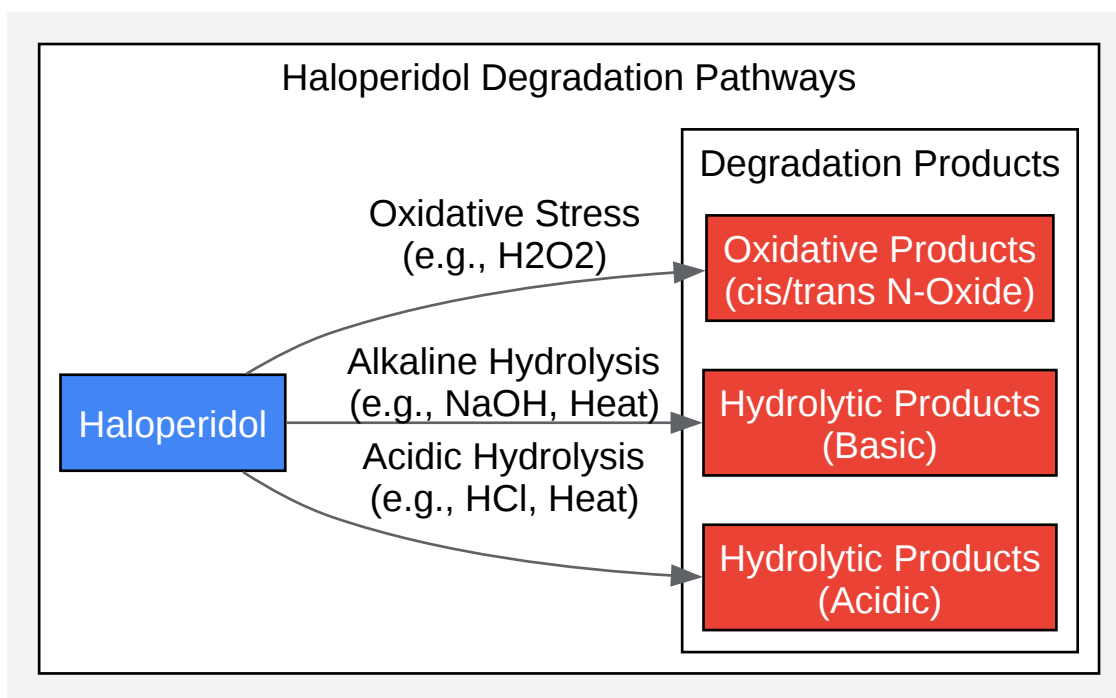 Haloperidol Degradation Pathways
Degradation Products
Oxidative Stress
(e.g., H2O2)
Oxidative Products
(cis/trans N-Oxide)
Haloperidol
Alkaline Hydrolysis
(e.g., NaOH, Heat)
Hydrolytic Products
(Basic)
Acidic Hydrolysis
(e.g., HCl, Heat)
Hydrolytic Products
(Acidic)